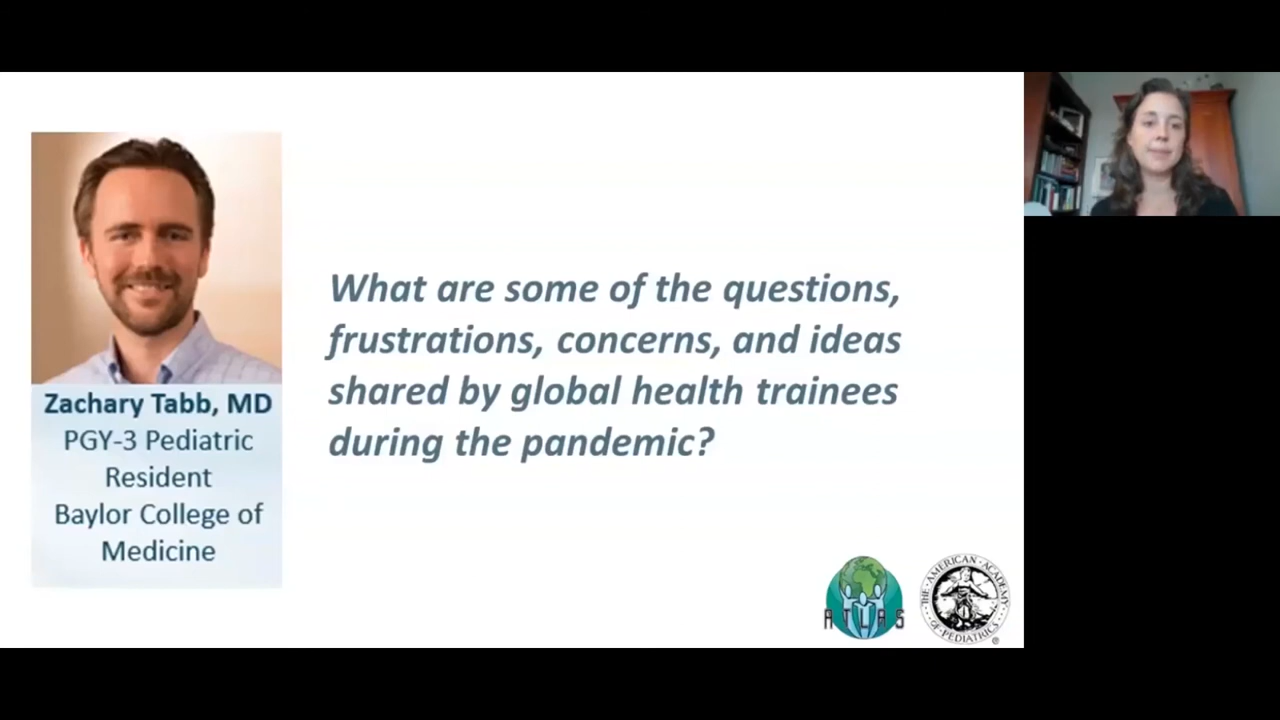 Zachary Tabb, MD
PGY-3 Pediatric
Resident
Baylor College of
Medicine
What are some of the questions,
frustrations, concerns, and ideas
shared by global health trainees
during the pandemic?
ATLAS
THE AMERICAN ACADEMY
OF PEDIATRICS
®